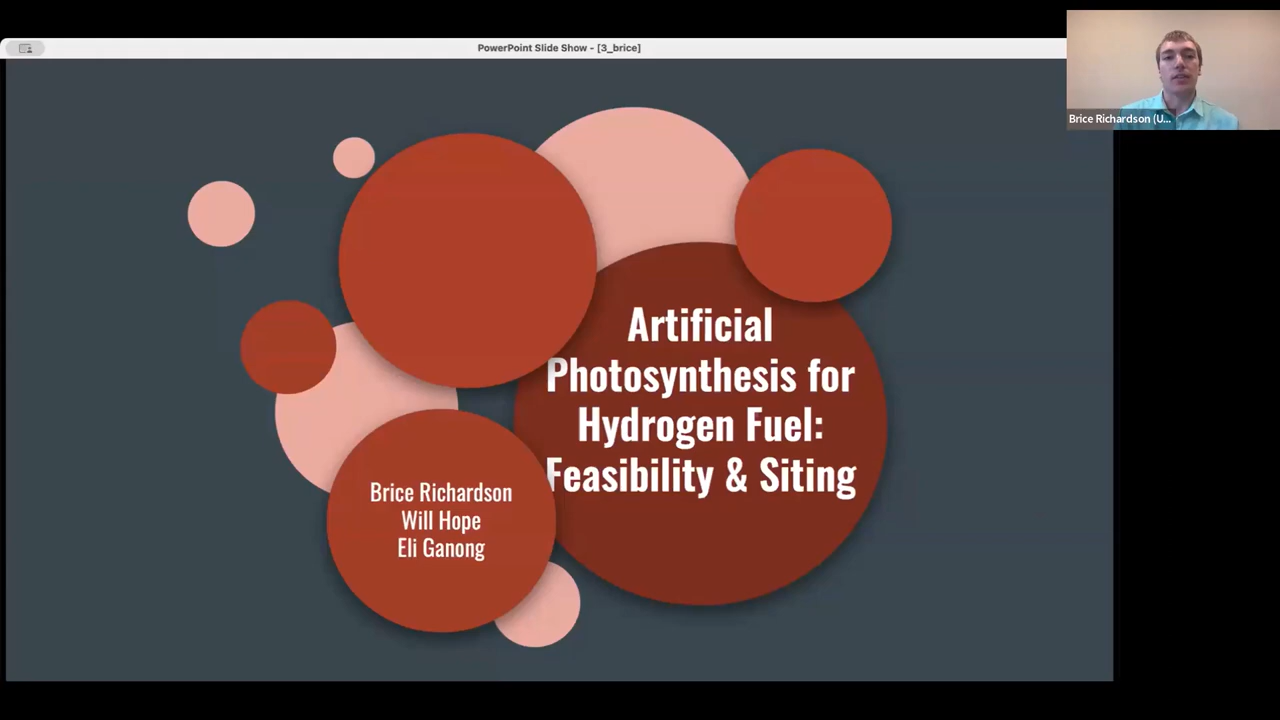 PowerPoint Slide Show - [3_brice]
Brice Richardson (U...
Artificial
Photosynthesis for
Hydrogen Fuel:
Feasibility & Siting
Brice Richardson
Will Hope
Eli Ganong